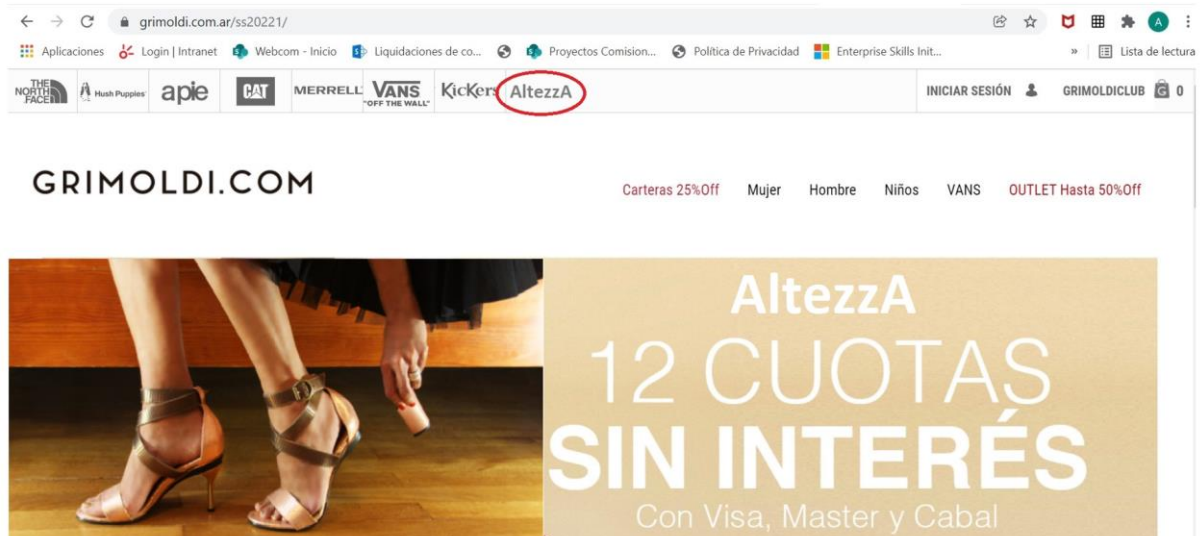 grimoldi.com.ar/ss20221/
A
Aplicaciones Login | Intranet Webcom - Inicio Liquidaciones de co... Proyectos Comision... Política de Privacidad Enterprise Skills Init... » Lista de lectura
THE NORTH FACE Hush Puppies apie CAT MERRELL VANS "OFF THE WALL" KicKers AltezzA INICIAR SESIÓN GRIMOLDICLUB G 0
GRIMOLDI.COM
Carteras 25%Off Mujer Hombre Niños VANS OUTLET Hasta 50%Off
AltezzA
12 CUOTAS
SIN INTERÉS
Con Visa, Master y Cabal